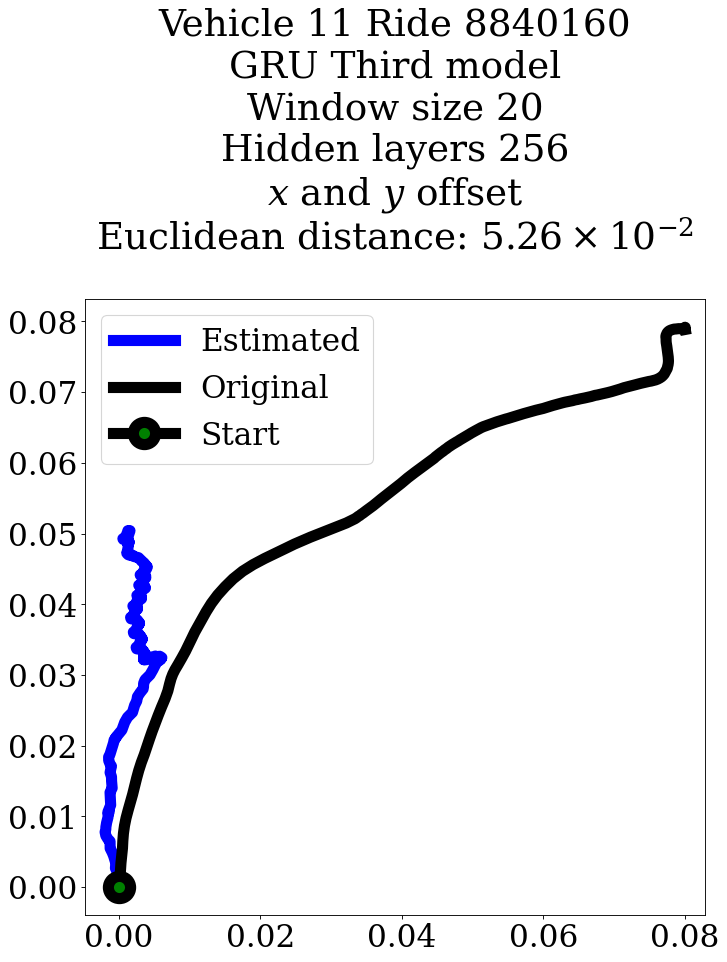 Vehicle 11 Ride 8840160
GRU Third model
Window size 20
Hidden layers 256
x and y offset
Euclidean distance: 5.26 × 10⁻²
Estimated
Original
Start
0.08
0.07
0.06
0.05
0.04
0.03
0.02
0.01
0.00
0.00 0.02 0.04 0.06 0.08